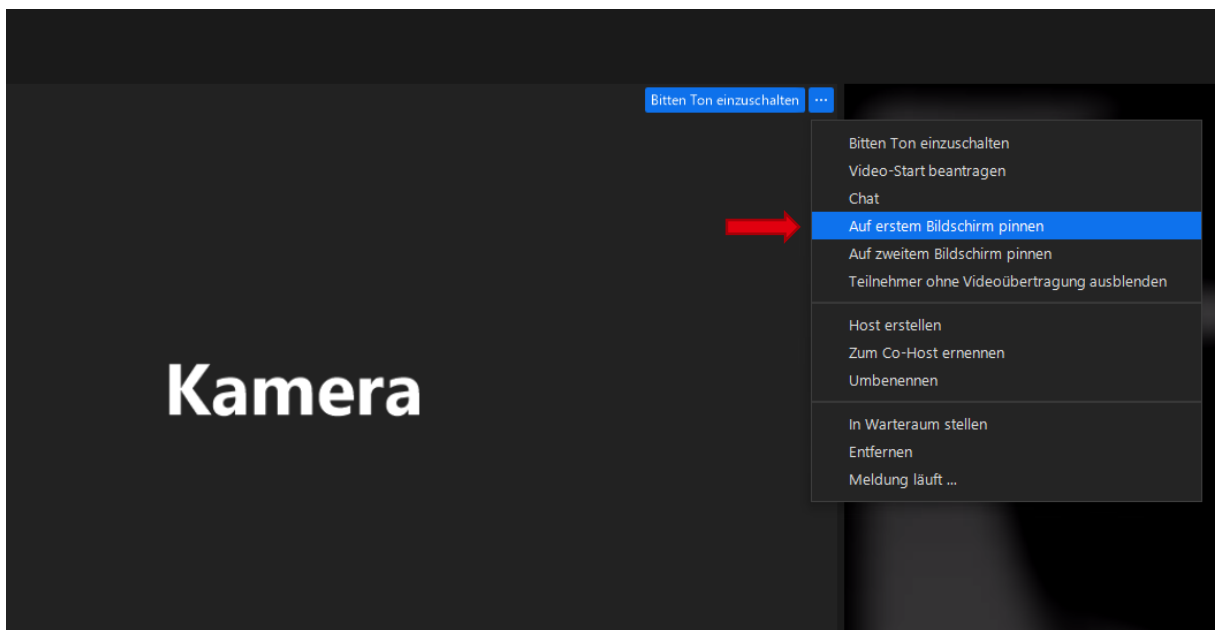 Bitten Ton einzuschalten ...
Bitten Ton einzuschalten
Video-Start beantragen
Chat
Auf erstem Bildschirm pinnen
Auf zweitem Bildschirm pinnen
Teilnehmer ohne Videoübertragung ausblenden
Host erstellen
Zum Co-Host ernennen
Umbenennen
Kamera
In Warteraum stellen
Entfernen
Meldung läuft ...